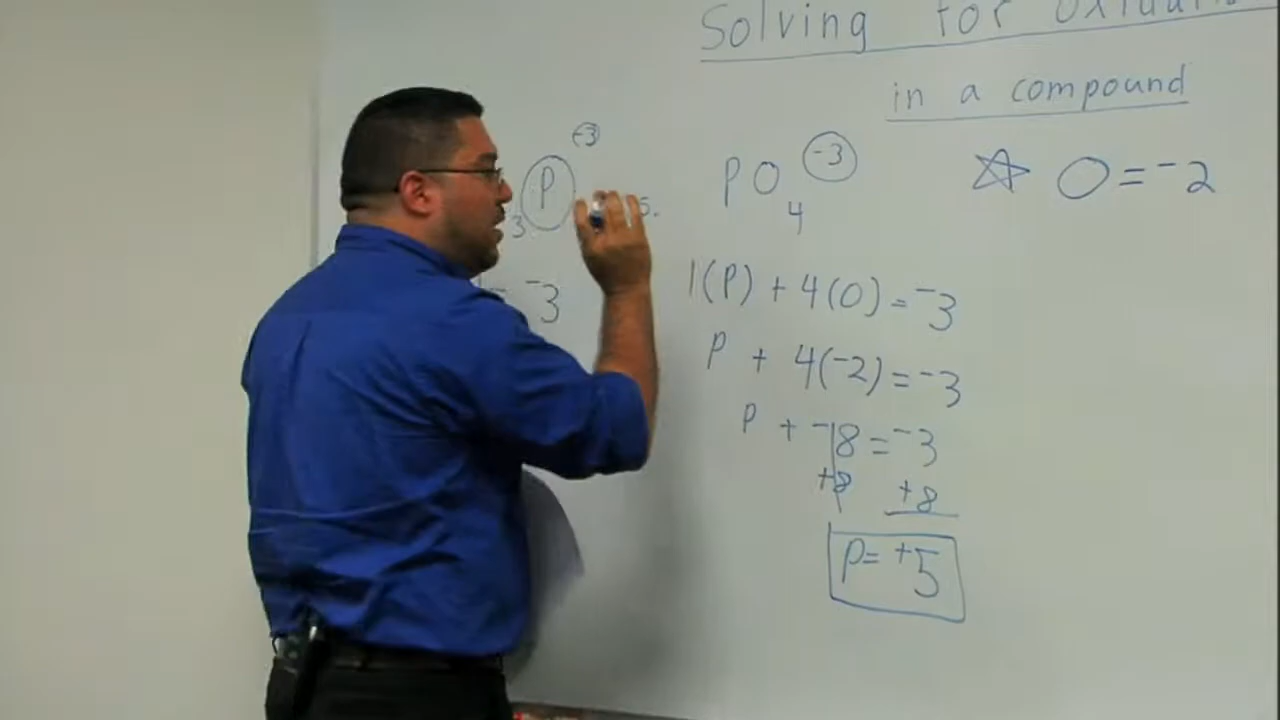 Solving for
in a compound
-3
P
3
-3
PO4 -3
☆ O = -2
1(P) + 4(O) = -3
P + 4(-2) = -3
P + -8 = -3
+8 +8
P = +5